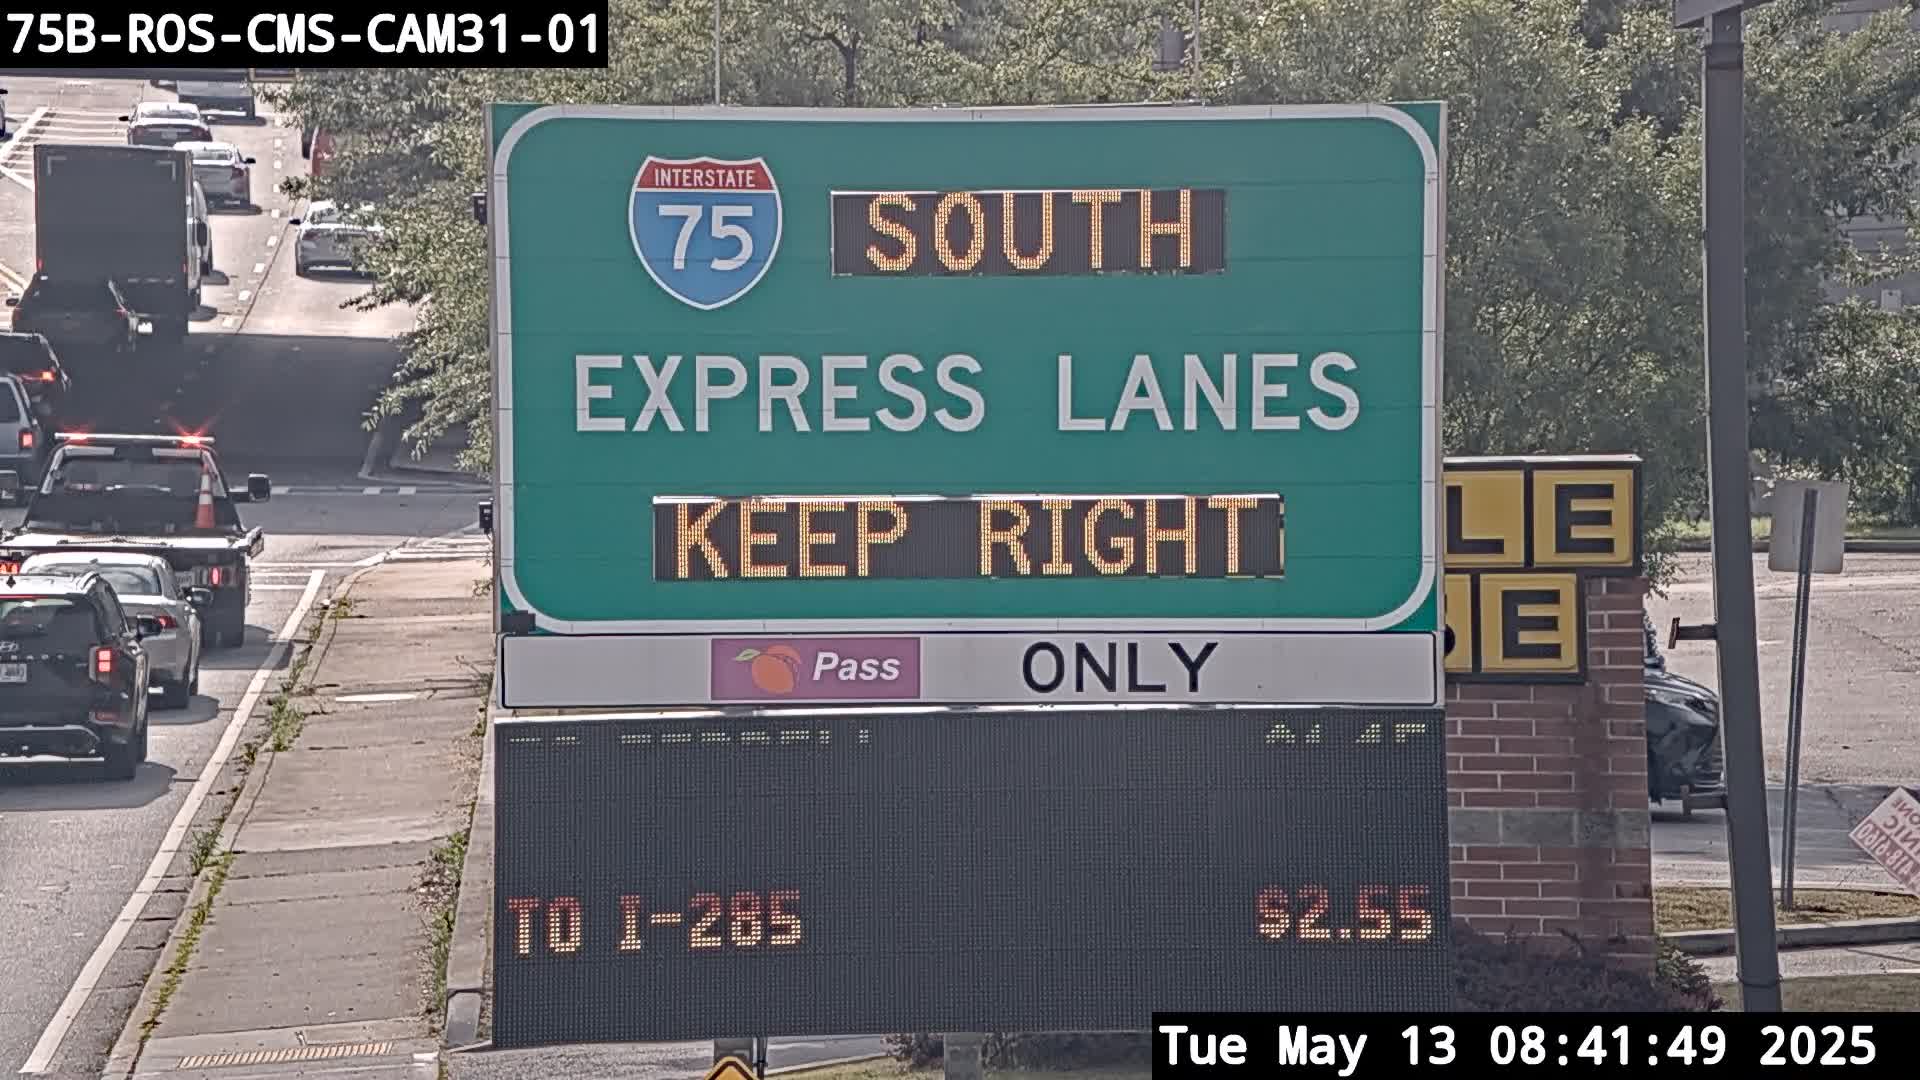 75B-ROS-CMS-CAM31-01
INTERSTATE
75
SOUTH
EXPRESS LANES
KEEP RIGHT
Pass ONLY
TO I-285 $2.55
LE
E
Tue May 13 08:41:49 2025